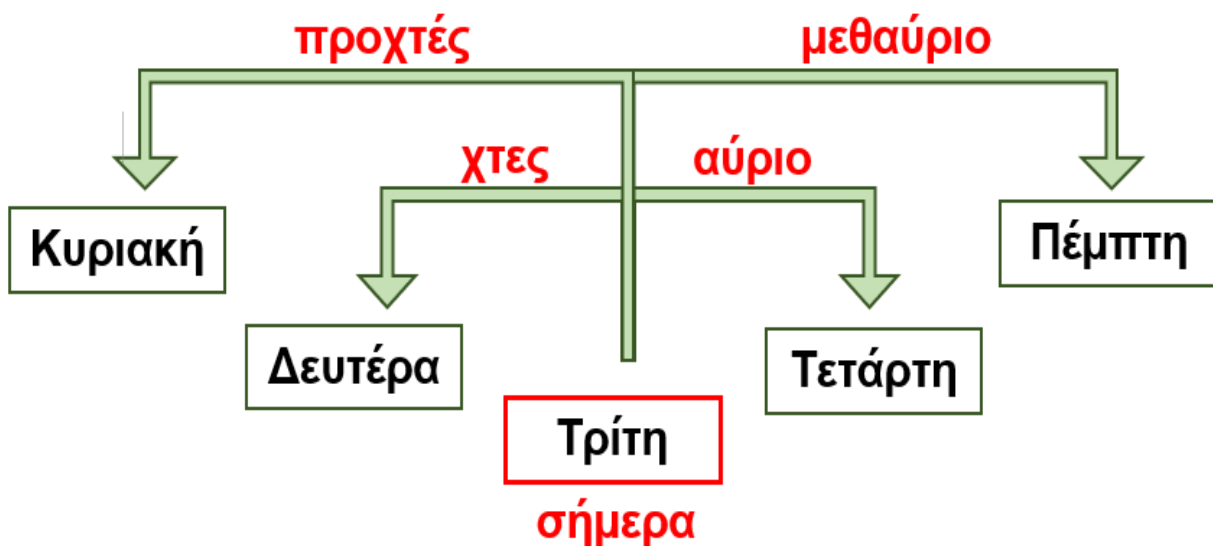 προχτές μεθαύριο
χτες αύριο
Κυριακή Πέμπτη
Δευτέρα Τετάρτη
Τρίτη
σήμερα